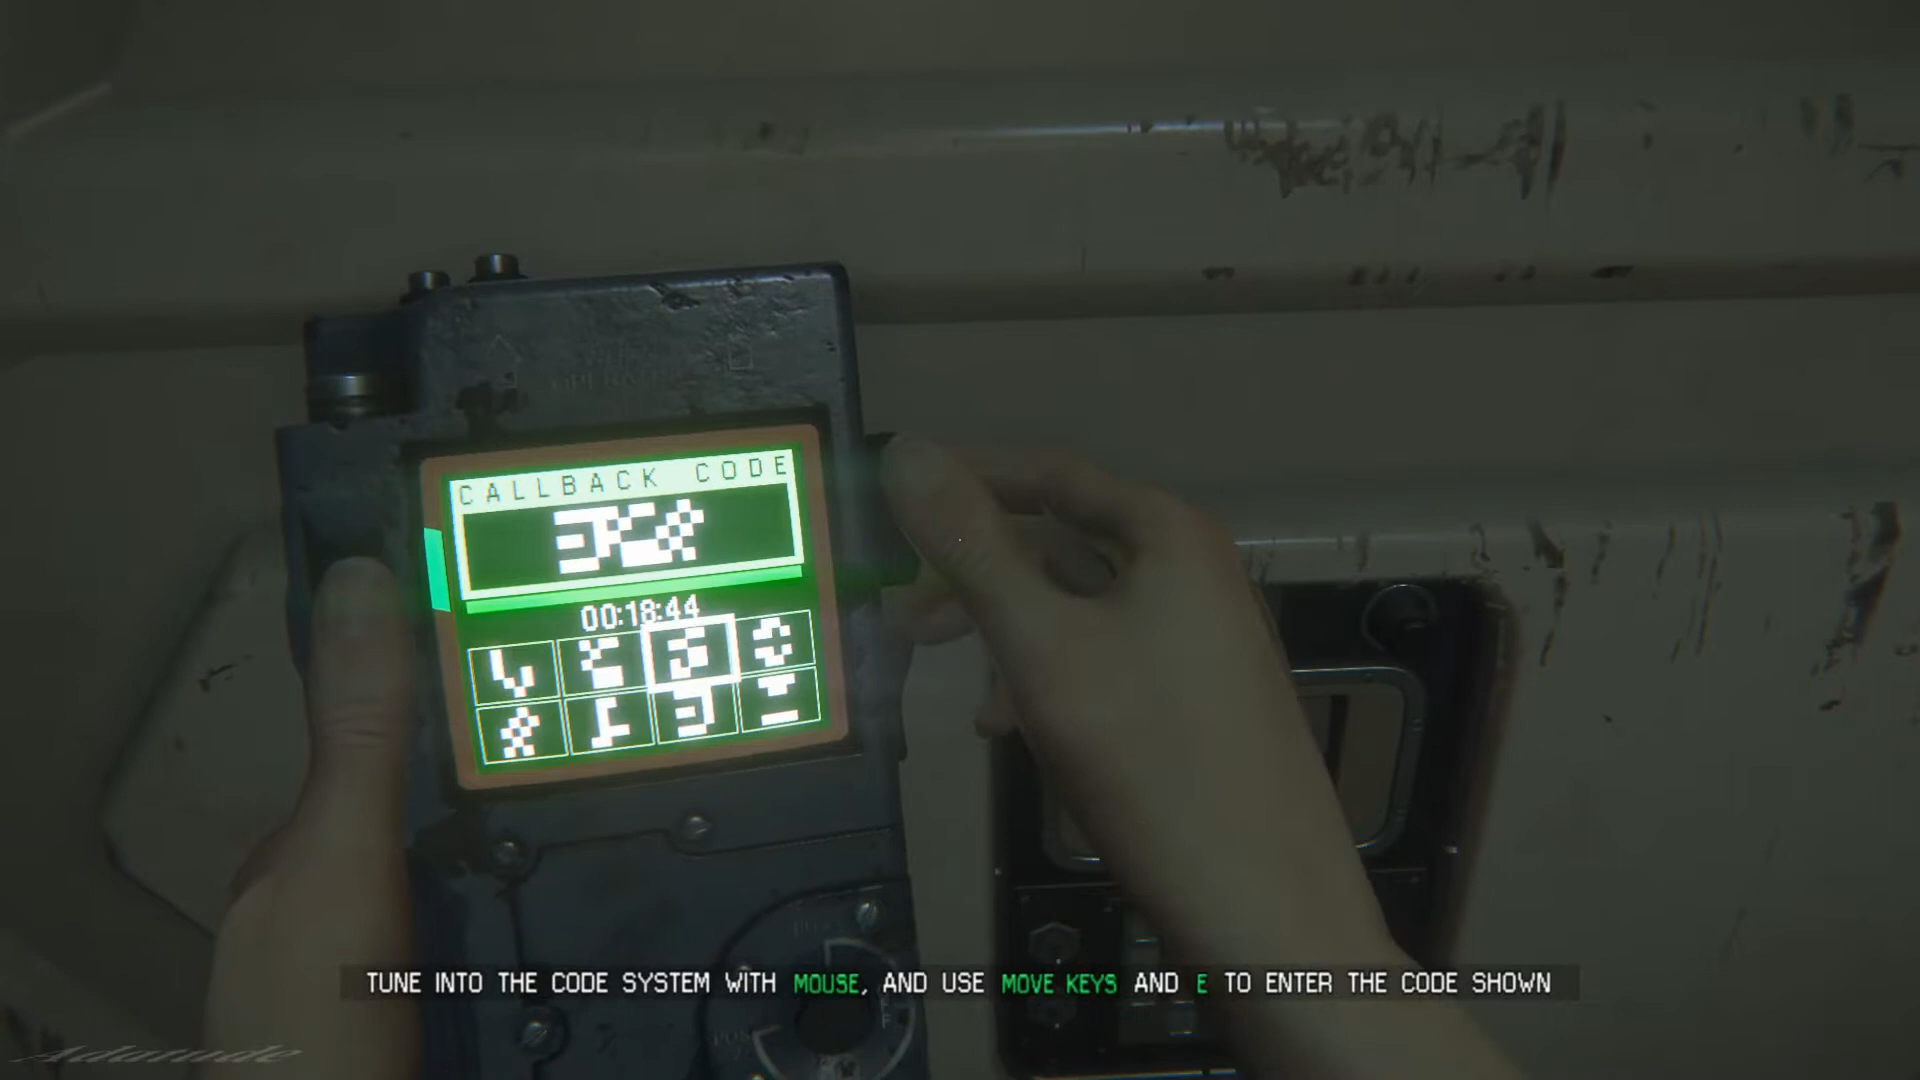 CALLBACK CODE
00:18:44
TUNE INTO THE CODE SYSTEM WITH MOUSE, AND USE MOVE KEYS AND E TO ENTER THE CODE SHOWN
Adatude